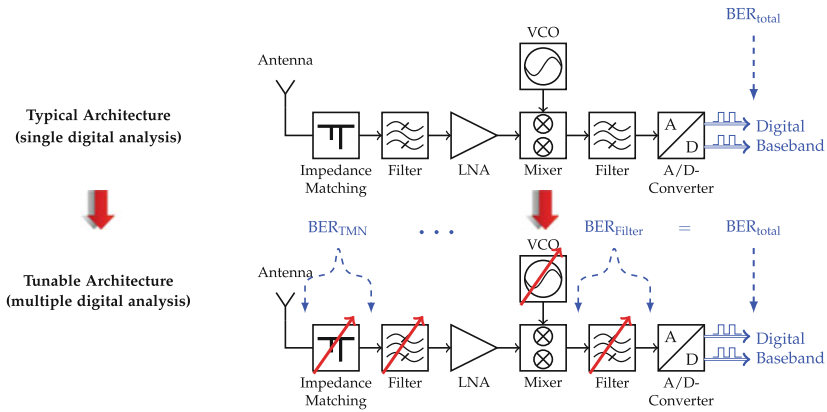 BER_total
VCO
Antenna
Typical Architecture
(single digital analysis)
A
D
Digital
Baseband
Impedance
Matching
Filter
LNA
Mixer
Filter
A/D-
Converter
BER_TMN
. . .
BER_Filter
=
BER_total
VCO
Antenna
Tunable Architecture
(multiple digital analysis)
A
D
Digital
Baseband
Impedance
Matching
Filter
LNA
Mixer
Filter
A/D-
Converter